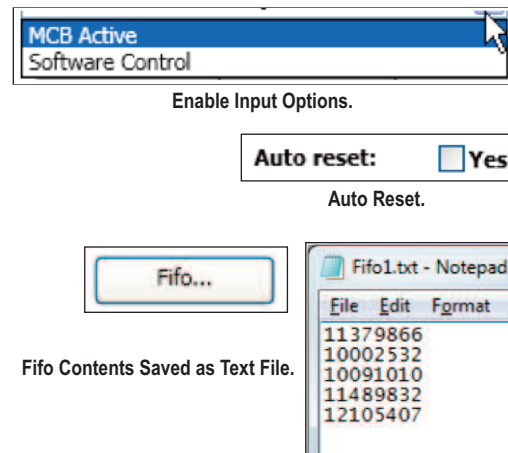 MCB Active
Software Control
Enable Input Options.
Auto reset: Yes
Auto Reset.
Fifo...
Fifo Contents Saved as Text File.
Fifo1.txt - Notepad
File Edit Format
11379866
10002532
10091010
11489832
12105407